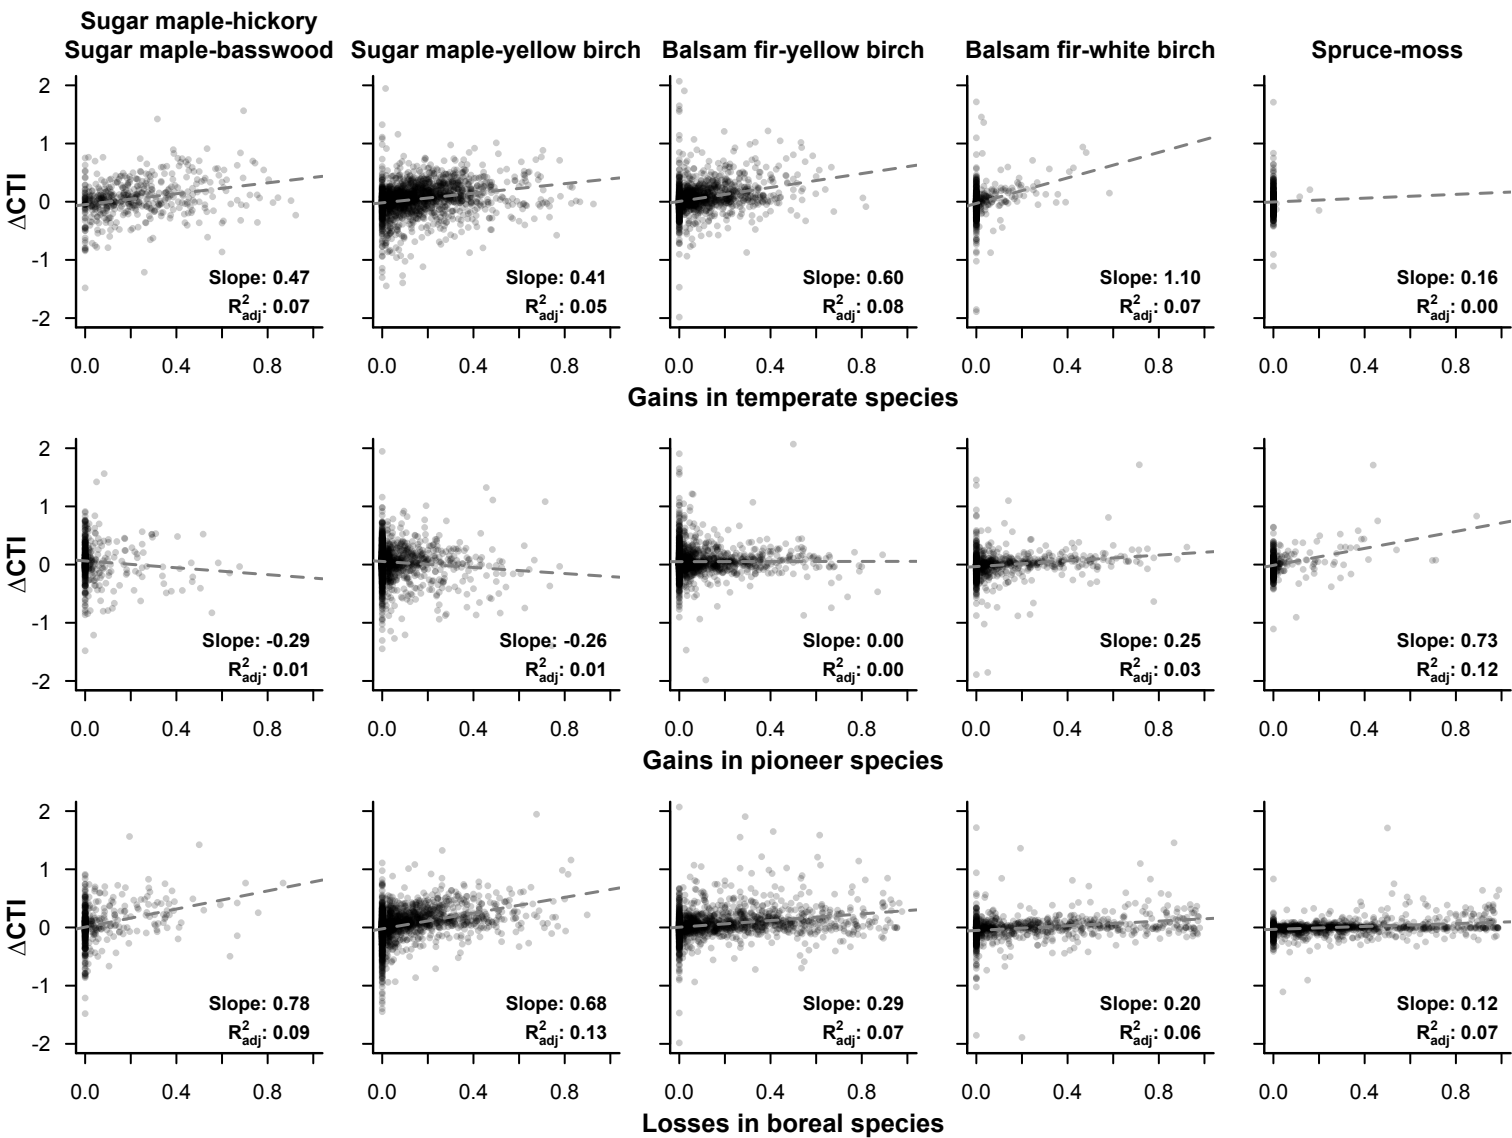 Sugar maple-hickory
Sugar maple-basswood Sugar maple-yellow birch Balsam fir-yellow birch Balsam fir-white birch Spruce-moss
2
1
0
-1
-2
ΔCTI
Slope: 0.47 Slope: 0.41 Slope: 0.60 Slope: 1.10 Slope: 0.16
R²adj: 0.07 R²adj: 0.05 R²adj: 0.08 R²adj: 0.07 R²adj: 0.00
0.0 0.4 0.8 0.0 0.4 0.8 0.0 0.4 0.8 0.0 0.4 0.8 0.0 0.4 0.8
Gains in temperate species
2
1
0
-1
-2
ΔCTI
Slope: -0.29 Slope: -0.26 Slope: 0.00 Slope: 0.25 Slope: 0.73
R²adj: 0.01 R²adj: 0.01 R²adj: 0.00 R²adj: 0.03 R²adj: 0.12
0.0 0.4 0.8 0.0 0.4 0.8 0.0 0.4 0.8 0.0 0.4 0.8 0.0 0.4 0.8
Gains in pioneer species
2
1
0
-1
-2
ΔCTI
Slope: 0.78 Slope: 0.68 Slope: 0.29 Slope: 0.20 Slope: 0.12
R²adj: 0.09 R²adj: 0.13 R²adj: 0.07 R²adj: 0.06 R²adj: 0.07
0.0 0.4 0.8 0.0 0.4 0.8 0.0 0.4 0.8 0.0 0.4 0.8 0.0 0.4 0.8
Losses in boreal species